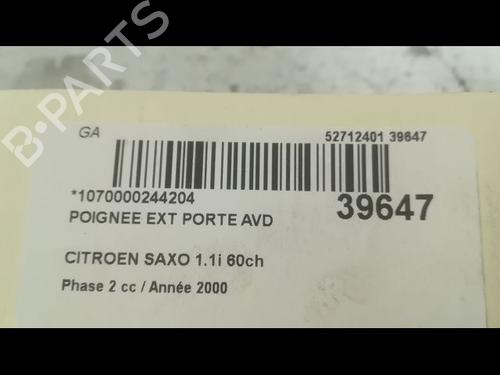 GA
52712401 39647
*1070000244204
39647
POIGNEE EXT PORTE AVD
CITROEN SAXO 1.1i 60ch
Phase 2 cc / Année 2000
B-PARTS